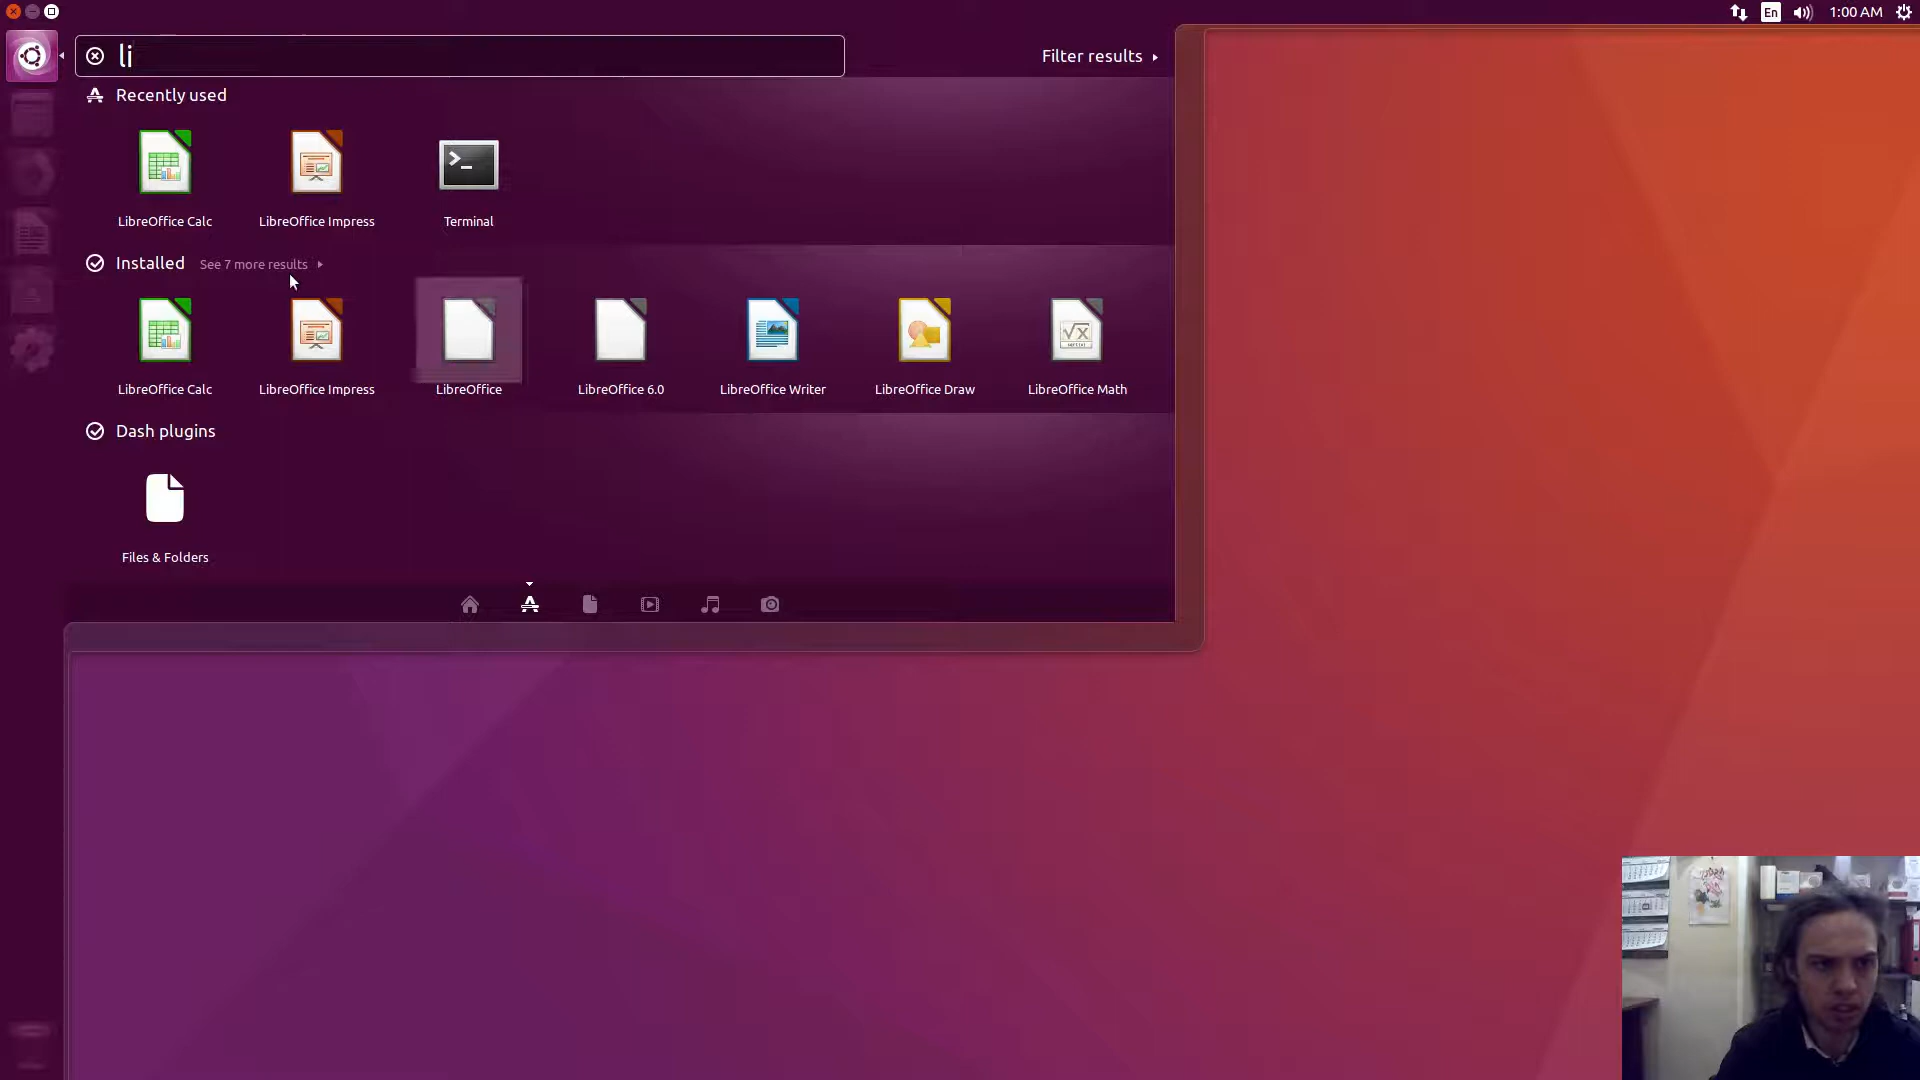 En
1:00 AM
li
Filter results
Recently used
LibreOffice Calc
LibreOffice Impress
Terminal
Installed See 7 more results
LibreOffice Calc
LibreOffice Impress
LibreOffice
LibreOffice 6.0
LibreOffice Writer
LibreOffice Draw
LibreOffice Math
Dash plugins
Files & Folders